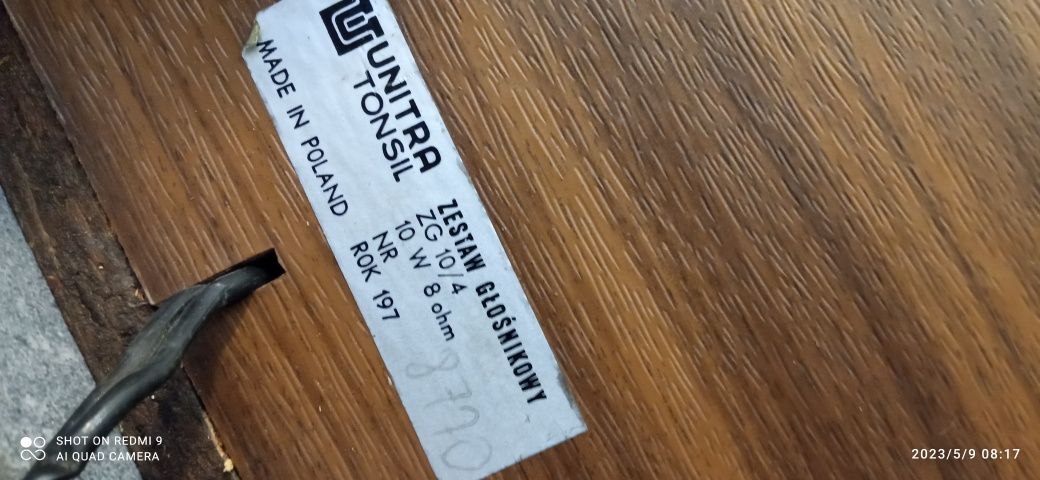 UNITRA
TONSIL
MADE IN POLAND
ZESTAW GŁOŚNIKOWY
ZG 10/4
10 W 8 ohm
NR
ROK 197
SHOT ON REDMI 9
AI QUAD CAMERA
2023/5/9 08:17